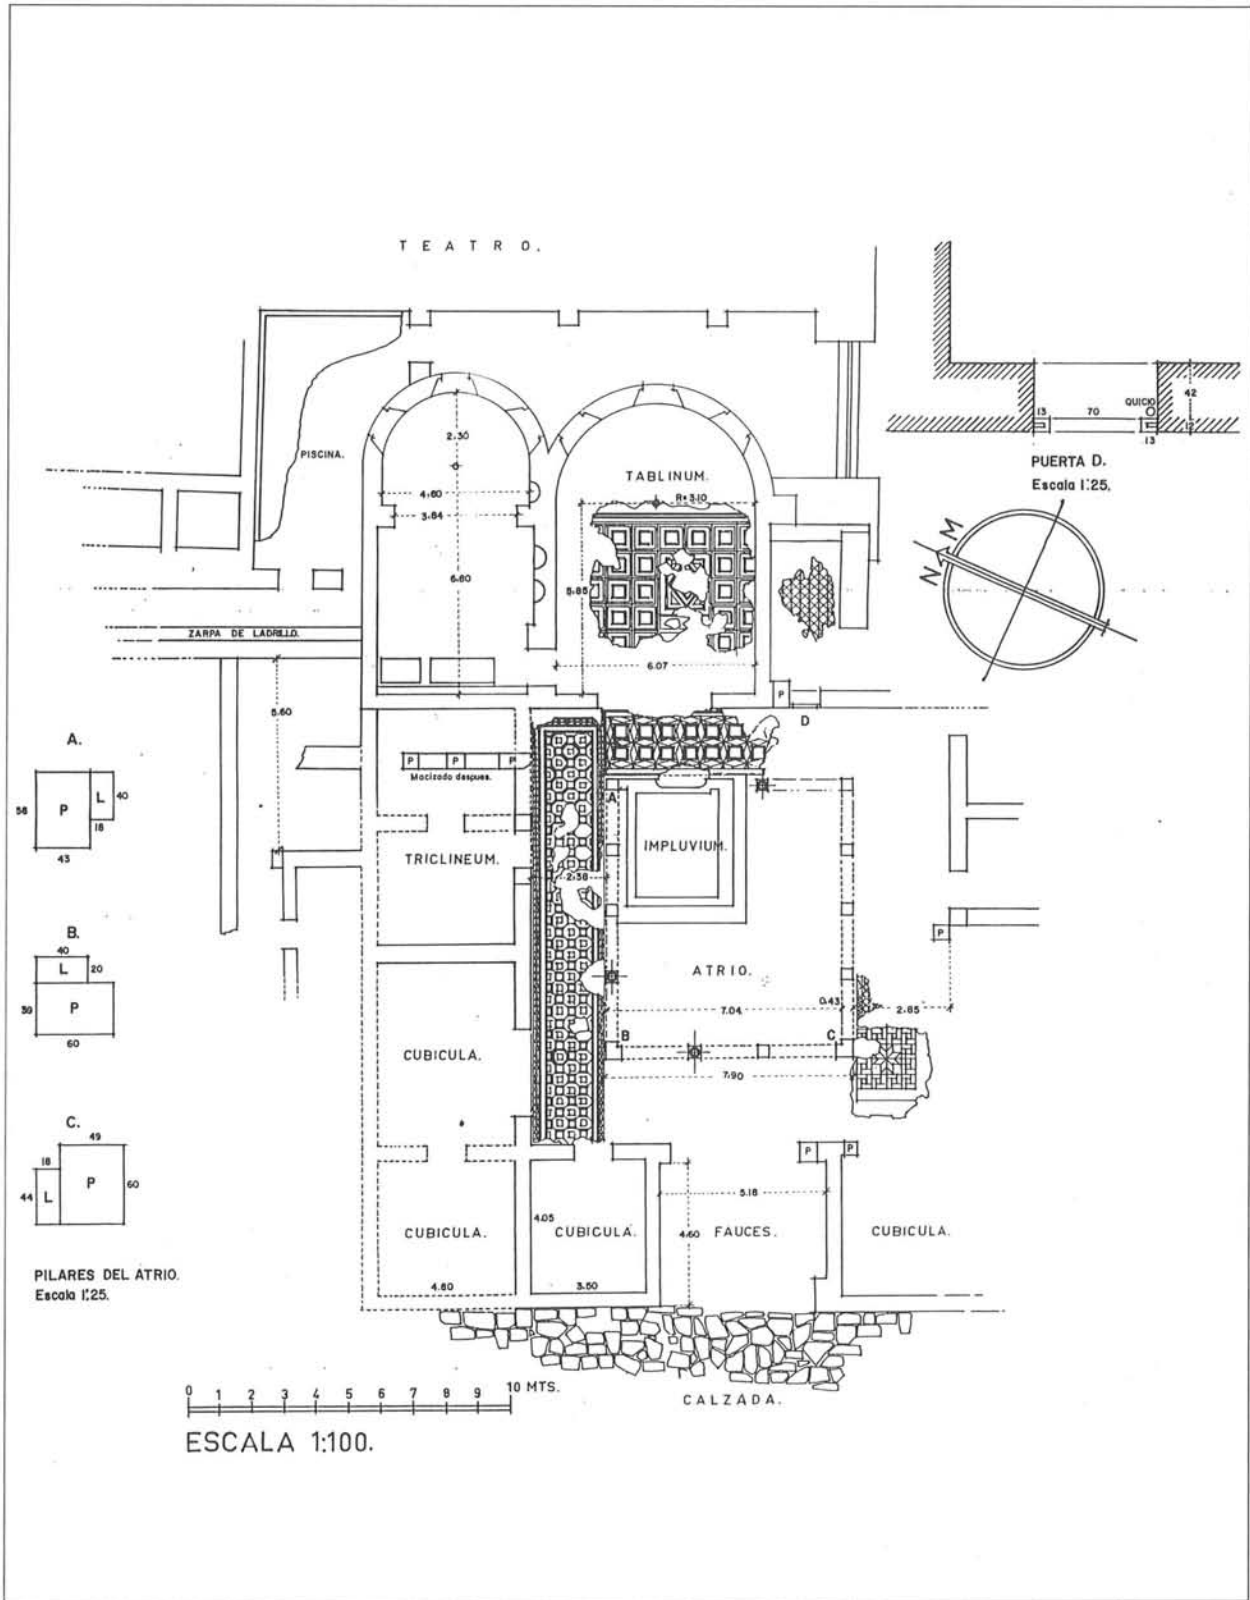 TEATRO.
PISCINA.
2.30
4.60
3.84
6.80
TABLINUM.
R=3.10
5.85
6.07
13
70
QUICIO
42
12
13
PUERTA D.
Escala 1:25.
N M
ZARPA DE LADRILLO.
5.60
P
D
A.
P
L
40
56
18
43
P
P
P
Macizado despues.
A
IMPLUVIUM.
TRICLINEUM.
2.38
P
B.
40
L
20
39
P
60
ATRIO.
0.43
7.04
2.85
B
C
7.90
CUBICULA.
C.
49
18
P
60
44
L
P
P
5.18
4.05
4.60
CUBICULA.
CUBICULA.
FAUCES.
CUBICULA.
4.60
3.50
PILARES DEL ATRIO.
Escala 1:25.
0 1 2 3 4 5 6 7 8 9 10 MTS.
CALZADA.
ESCALA 1:100.